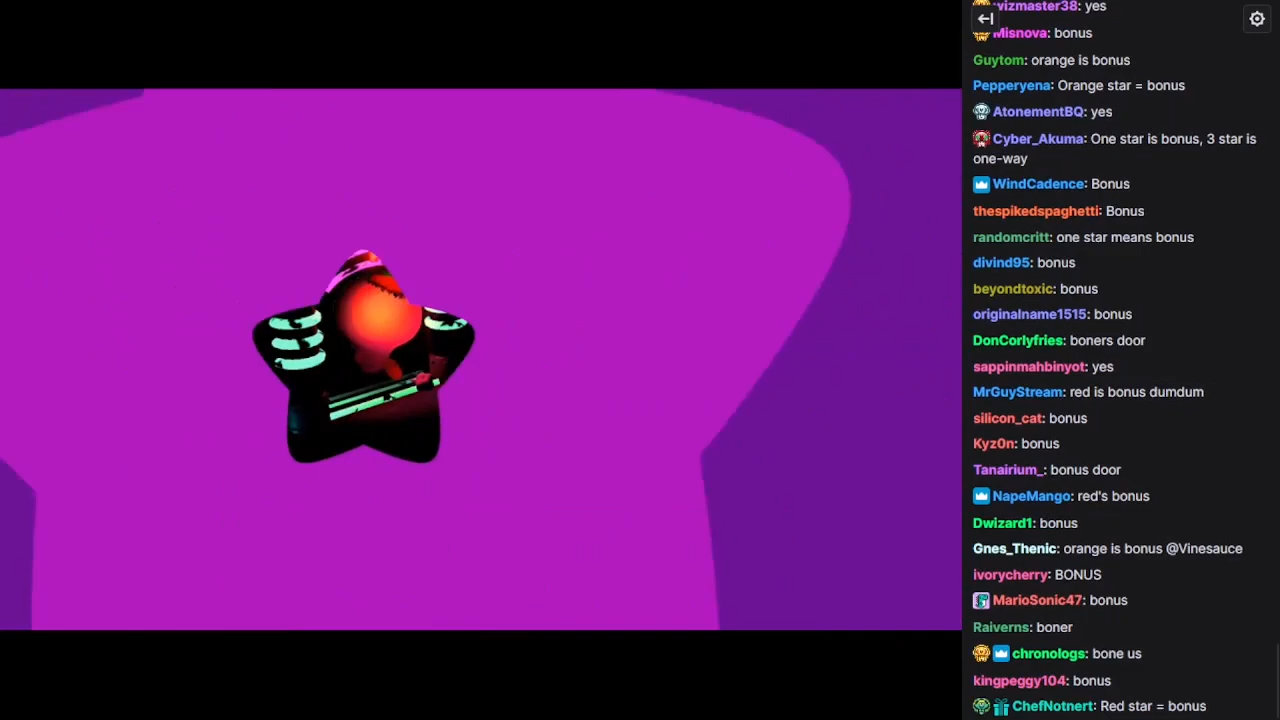 wizmaster38: yes
Misnova: bonus
Guytom: orange is bonus
Pepperyena: Orange star = bonus
AtonementBQ: yes
Cyber_Akuma: One star is bonus, 3 star is
one-way
WindCadence: Bonus
thespikedspaghetti: Bonus
randomcritt: one star means bonus
divind95: bonus
beyondtoxic: bonus
originalname1515: bonus
DonCorlyfries: boners door
sappinmahbinyot: yes
MrGuyStream: red is bonus dumdum
silicon_cat: bonus
Kyz0n: bonus
Tanairium_: bonus door
NapeMango: red's bonus
Dwizard1: bonus
Gnes_Thenic: orange is bonus @Vinesauce
ivorycherry: BONUS
MarioSonic47: bonus
Raiverns: boner
chronologs: bone us
kingpeggy104: bonus
ChefNotnert: Red star = bonus